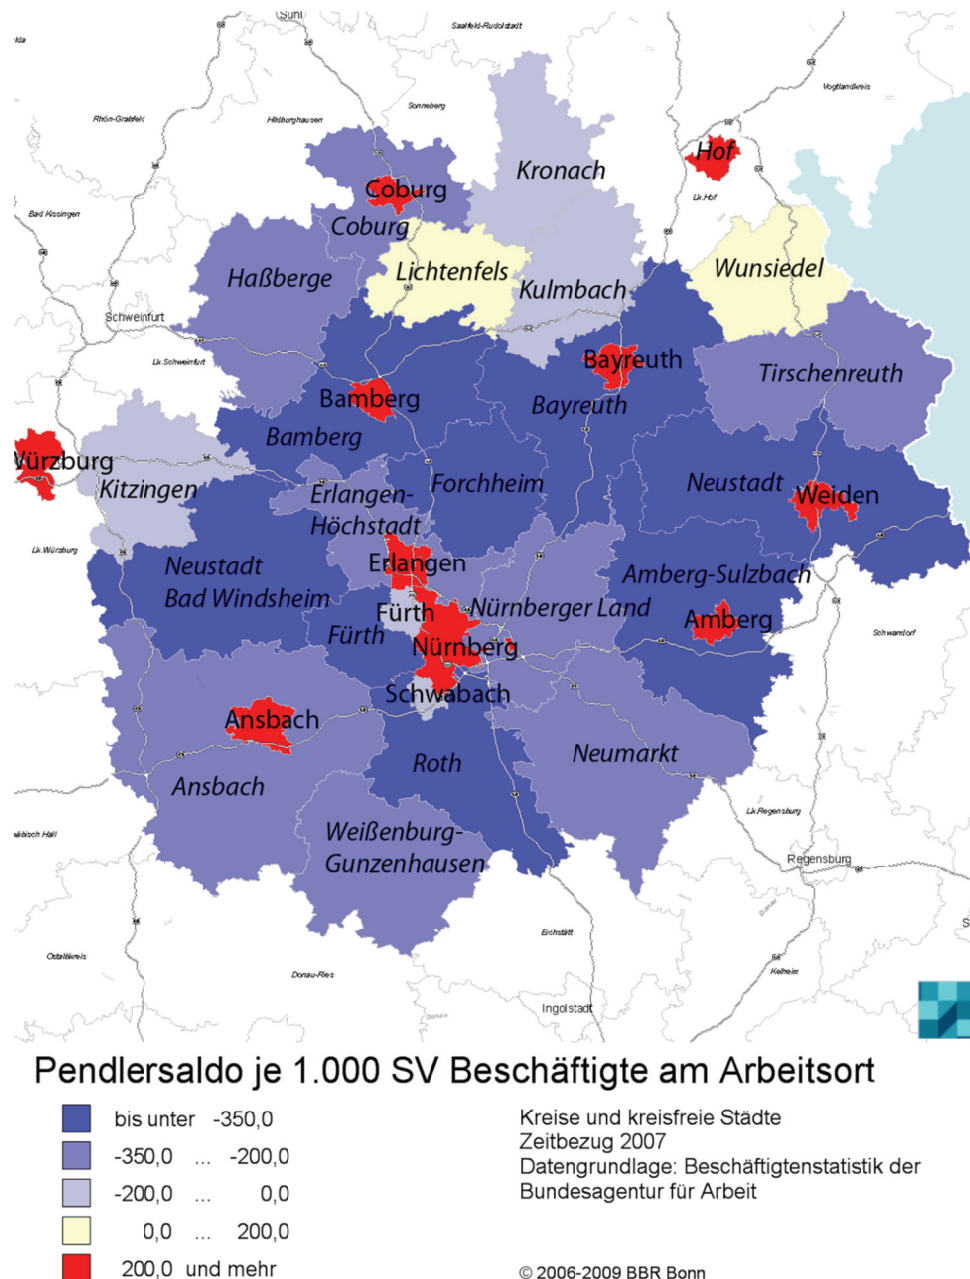 Suhl
Saalfeld-Rudolstadt
Vogtlandkreis
Sonneberg
Rhön-Grabfeld
Hildburghausen
Hof
Kronach
Coburg
Lk.Hof
Bad Kissingen
Coburg
Lichtenfels
Wunsiedel
Haßberge
Kulmbach
Schweinfurt
Lk.Schweinfurt
Bayreuth
Tirschenreuth
Bamberg
Bayreuth
Bamberg
Würzburg
Kitzingen
Forchheim
Neustadt
Weiden
Erlangen-
Höchstadt
Lk.Würzburg
Erlangen
Neustadt
Bad Windsheim
Amberg-Sulzbach
Fürth
Nürnberger Land
Amberg
Fürth
Nürnberg
Schwandorf
Schwabach
Ansbach
Roth
Neumarkt
Ansbach
Lk.Regensburg
Weißenburg-
Gunzenhausen
Regensburg
Donau
Eichstätt
Ostalbkreis
Donau-Ries
Kelheim
Ingolstadt
Donau
Pendlersaldo je 1.000 SV Beschäftigte am Arbeitsort
bis unter -350,0
-350,0 ... -200,0
-200,0 ... 0,0
0,0 ... 200,0
200,0 und mehr
Kreise und kreisfreie Städte
Zeitbezug 2007
Datengrundlage: Beschäftigtenstatistik der
Bundesagentur für Arbeit
© 2006-2009 BBR Bonn